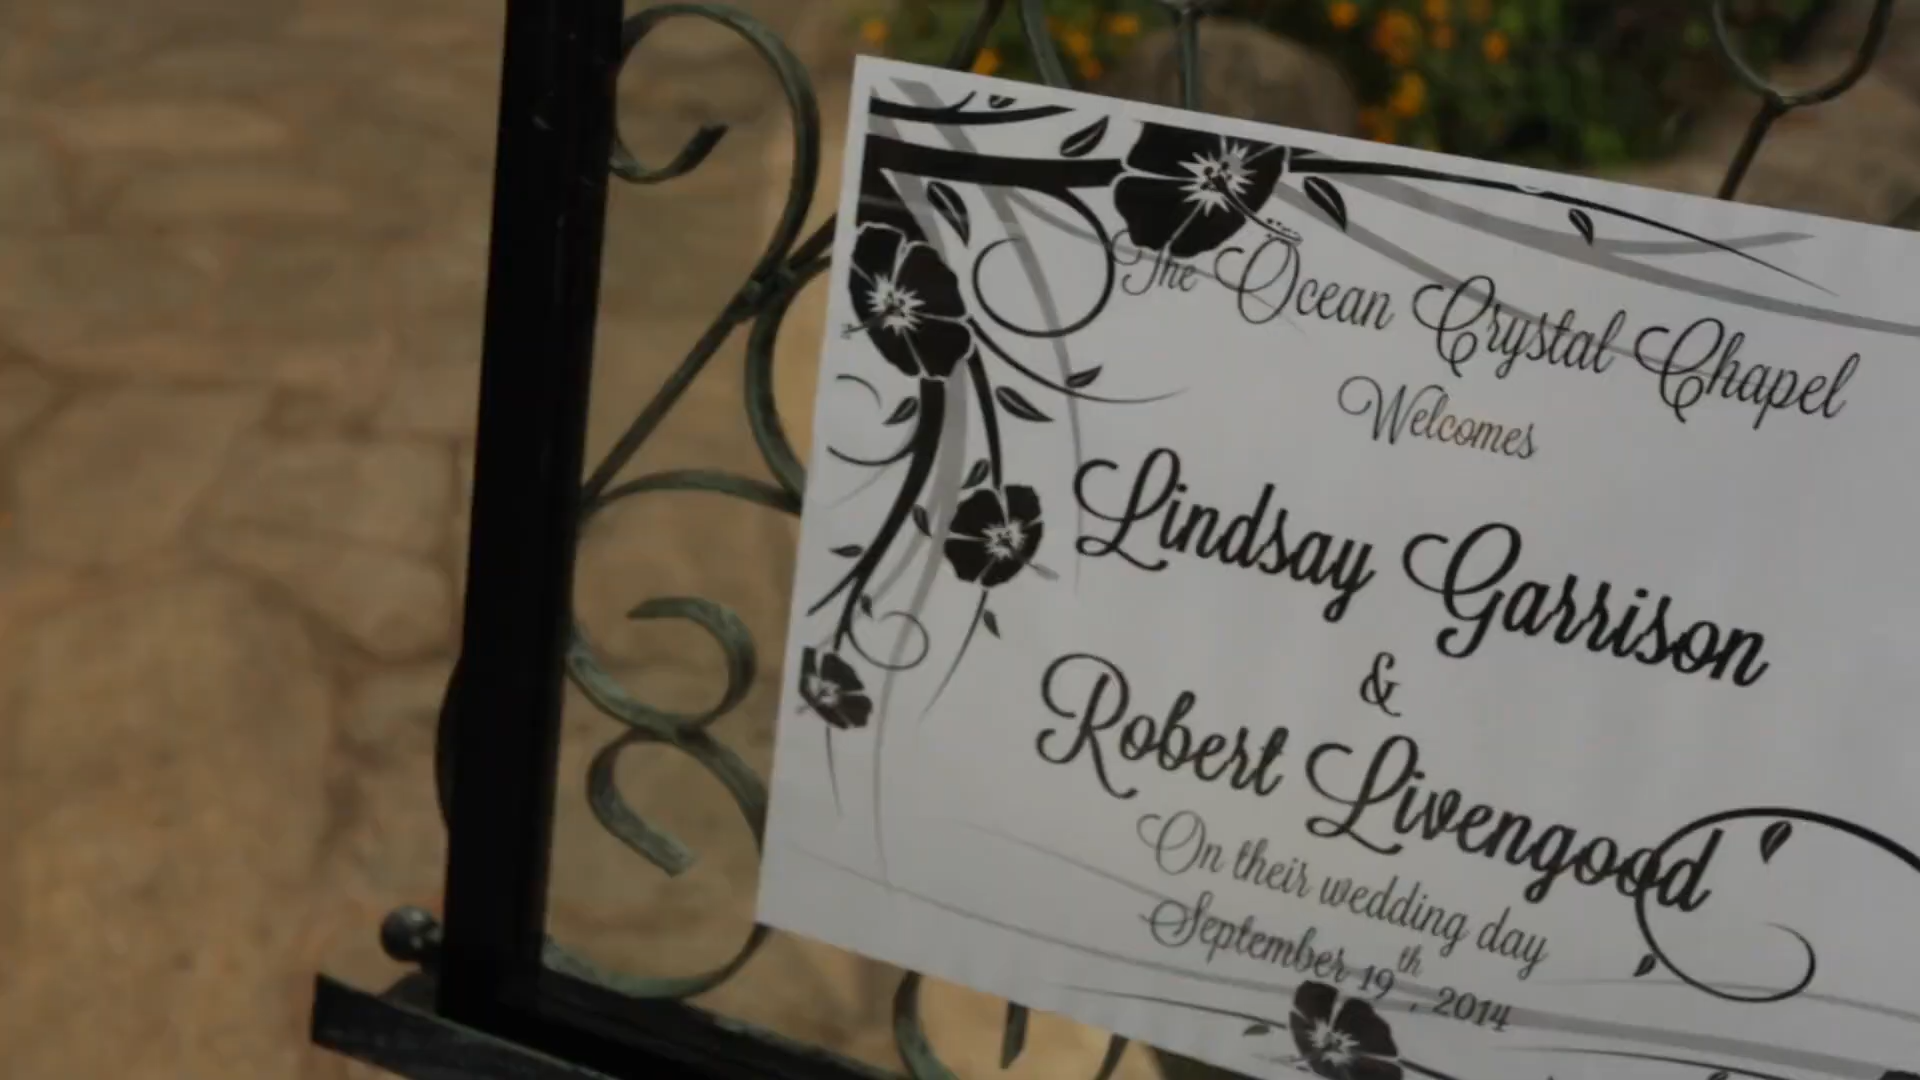 The Ocean Crystal Chapel
Welcomes
Lindsay Garrison
&
Robert Livengood
On their wedding day
September 19th, 2014